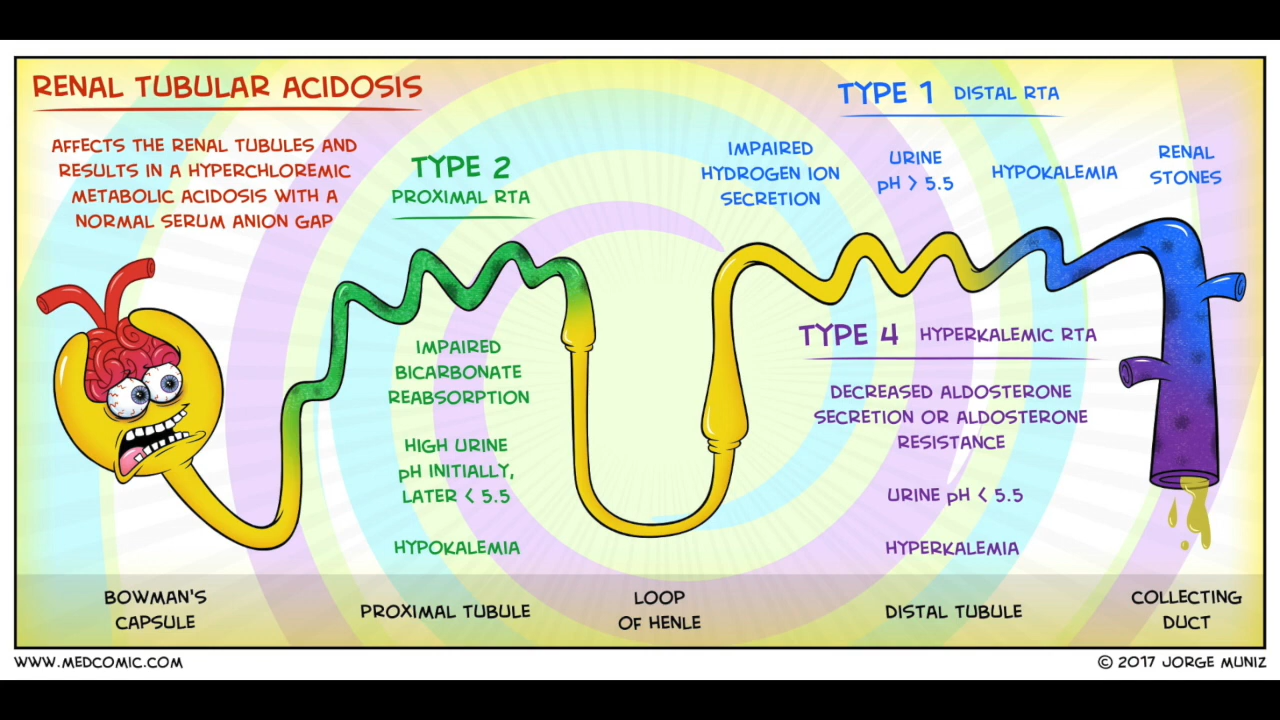 RENAL TUBULAR ACIDOSIS
AFFECTS THE RENAL TUBULES AND
RESULTS IN A HYPERCHLOREMIC
METABOLIC ACIDOSIS WITH A
NORMAL SERUM ANION GAP
TYPE 2
PROXIMAL RTA
IMPAIRED
BICARBONATE
REABSORPTION
HIGH URINE
pH INITIALLY,
LATER < 5.5
HYPOKALEMIA
TYPE 1 DISTAL RTA
IMPAIRED
HYDROGEN ION
SECRETION
URINE
pH > 5.5
HYPOKALEMIA
RENAL
STONES
TYPE 4 HYPERKALEMIC RTA
DECREASED ALDOSTERONE
SECRETION OR ALDOSTERONE
RESISTANCE
URINE pH < 5.5
HYPERKALEMIA
BOWMAN'S
CAPSULE
PROXIMAL TUBULE
LOOP
OF HENLE
DISTAL TUBULE
COLLECTING
DUCT
WWW.MEDCOMIC.COM
© 2017 JORGE MUNIZ